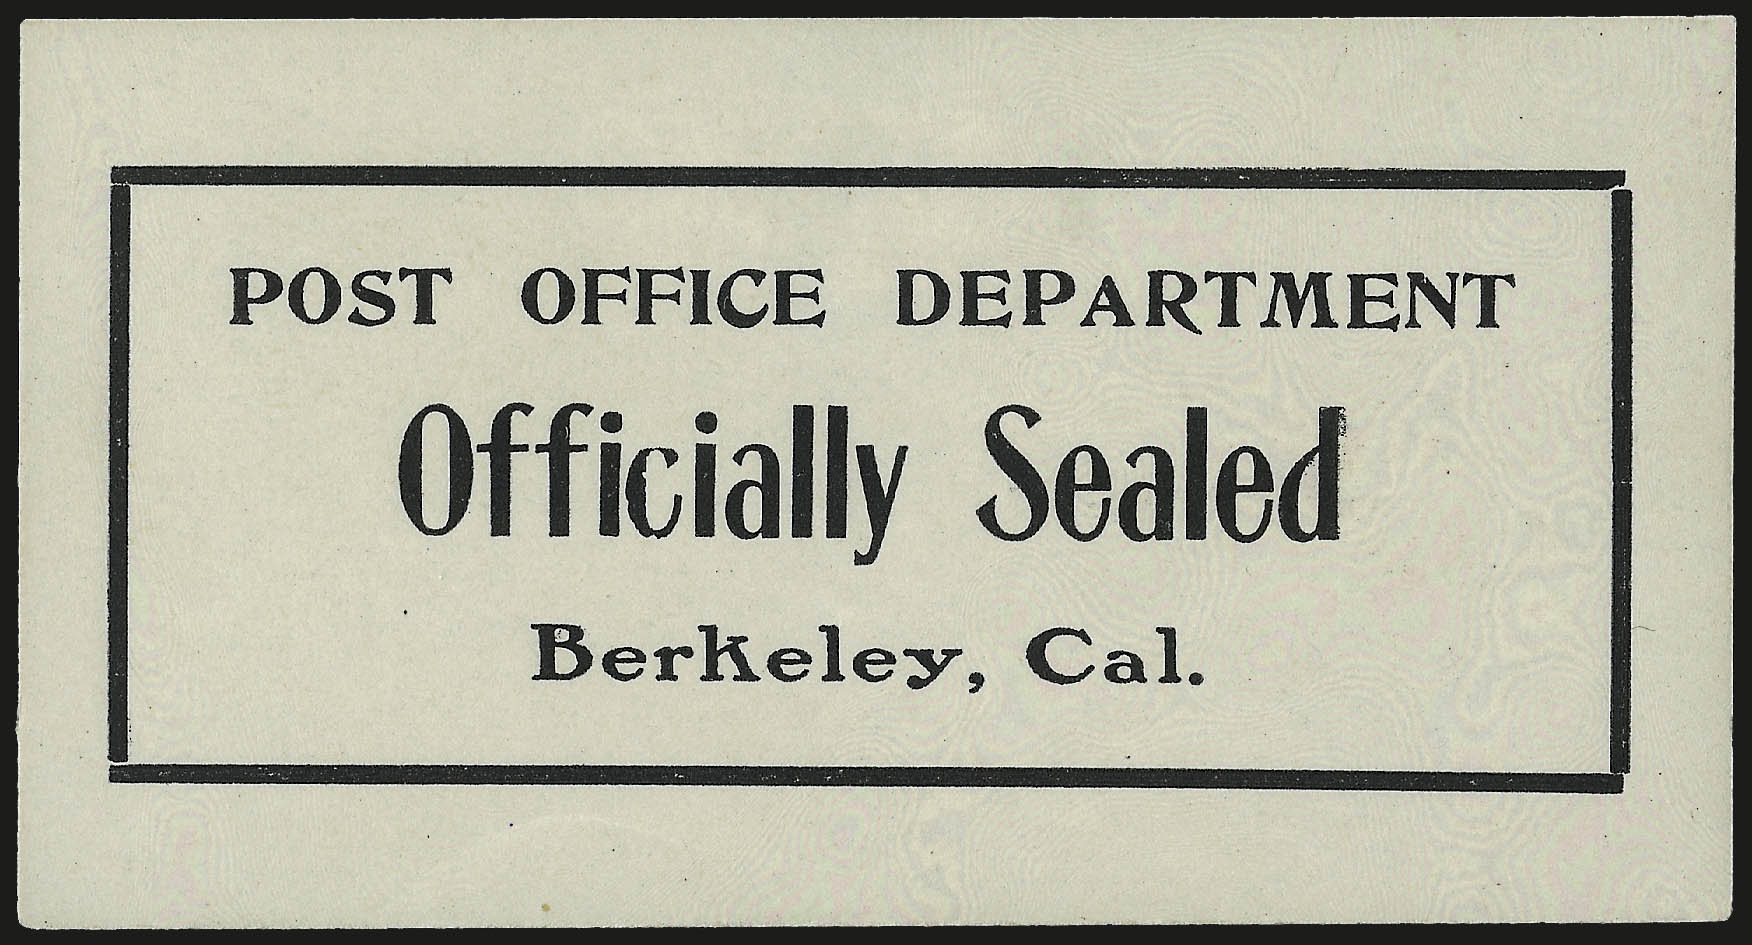 POST OFFICE DEPARTMENT
Officially Sealed
Berkeley, Cal.